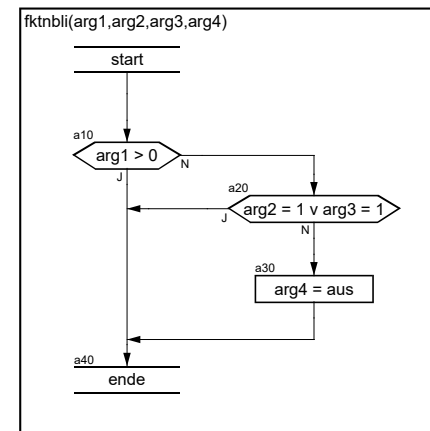 fktnbli(arg1,arg2,arg3,arg4)
start
a10
arg1 > 0
J
N
a20
arg2 = 1 v arg3 = 1
J
N
a30
arg4 = aus
a40
ende